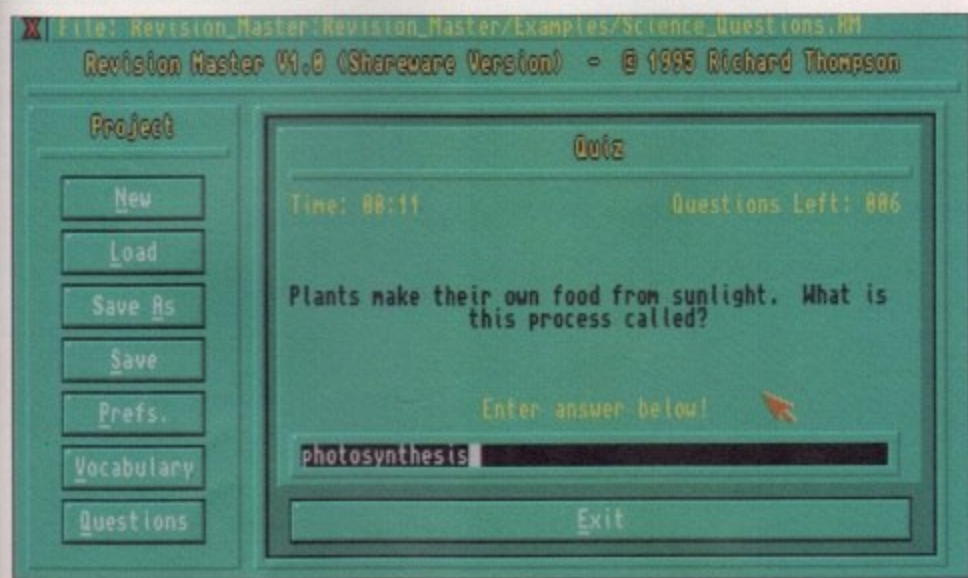 X File: Revision_Master:Revision_Master/Examples/Science_Questions.RM
Revision Master V1.0 (Shareware Version) - © 1995 Richard Thompson
Project
New
Load
Save As
Save
Prefs.
Vocabulary
Questions
Quiz
Time: 00:11 Questions Left: 006
Plants make their own food from sunlight. What is
this process called?
Enter answer below!
photosynthesis
Exit